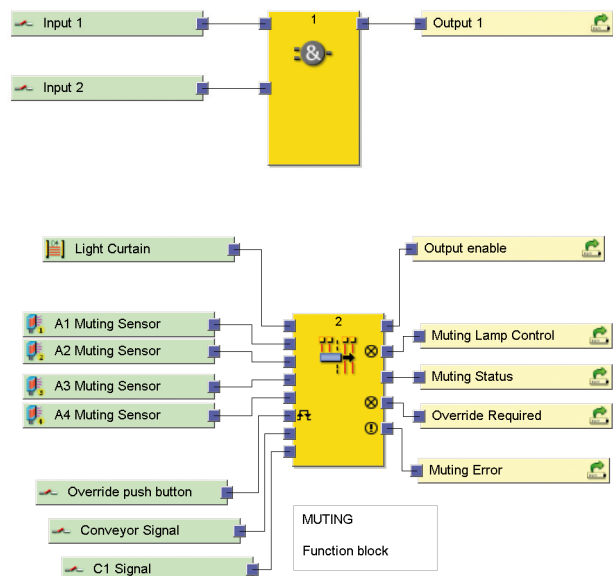 Input 1
1
Output 1
&
Input 2
Light Curtain
Output enable
2
A1 Muting Sensor
Muting Lamp Control
A2 Muting Sensor
Muting Status
A3 Muting Sensor
Override Required
A4 Muting Sensor
Muting Error
Override push button
MUTING
Conveyor Signal
Function block
C1 Signal